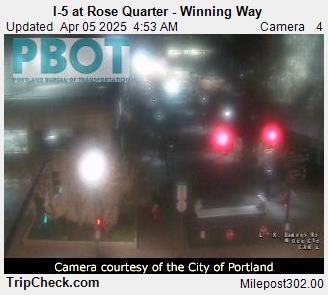 I-5 at Rose Quarter - Winning Way
Updated Apr 05 2025 4:53 AM Camera 4
PBOT
PORTLAND BUREAU OF TRANSPORTATION
Camera courtesy of the City of Portland
TripCheck.com Milepost302.00